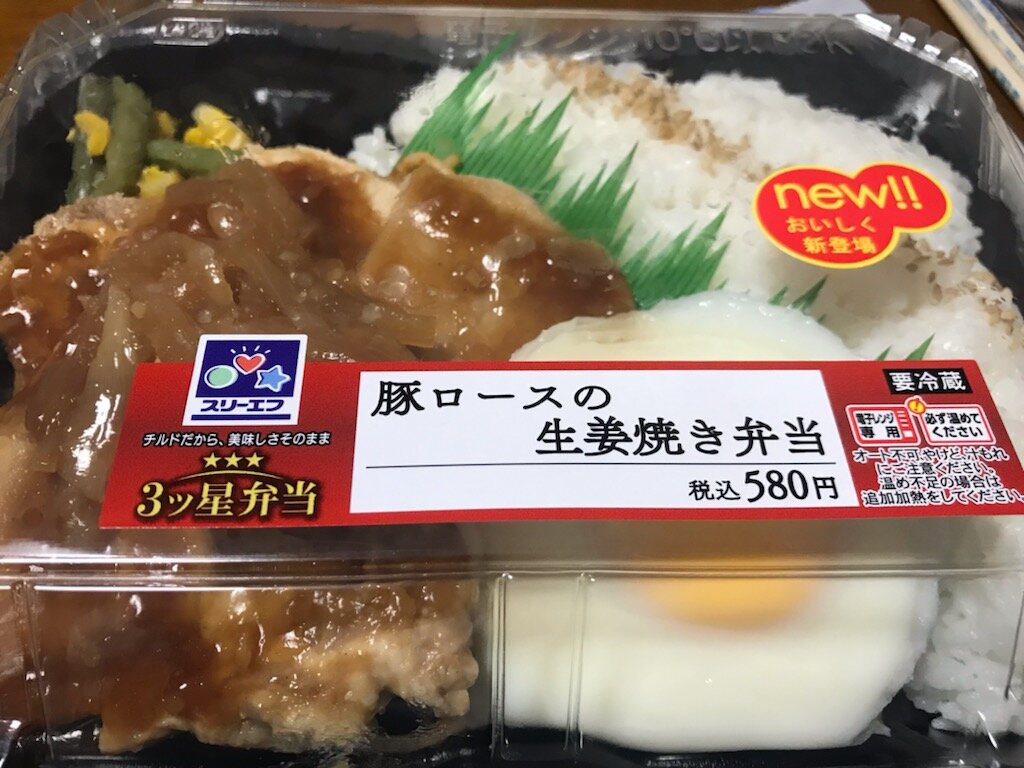 new!!
おいしく
新登場
スリーエフ
チルドだから、美味しさそのまま
★★★
3ッ星弁当
豚ロースの
生姜焼き弁当
税込580円
要冷蔵
電子レンジ
専用
必ず温めて
ください
オート不可 やけど、汁もれ
にご注意ください。
温め不足の場合は
追加加熱をしてください。